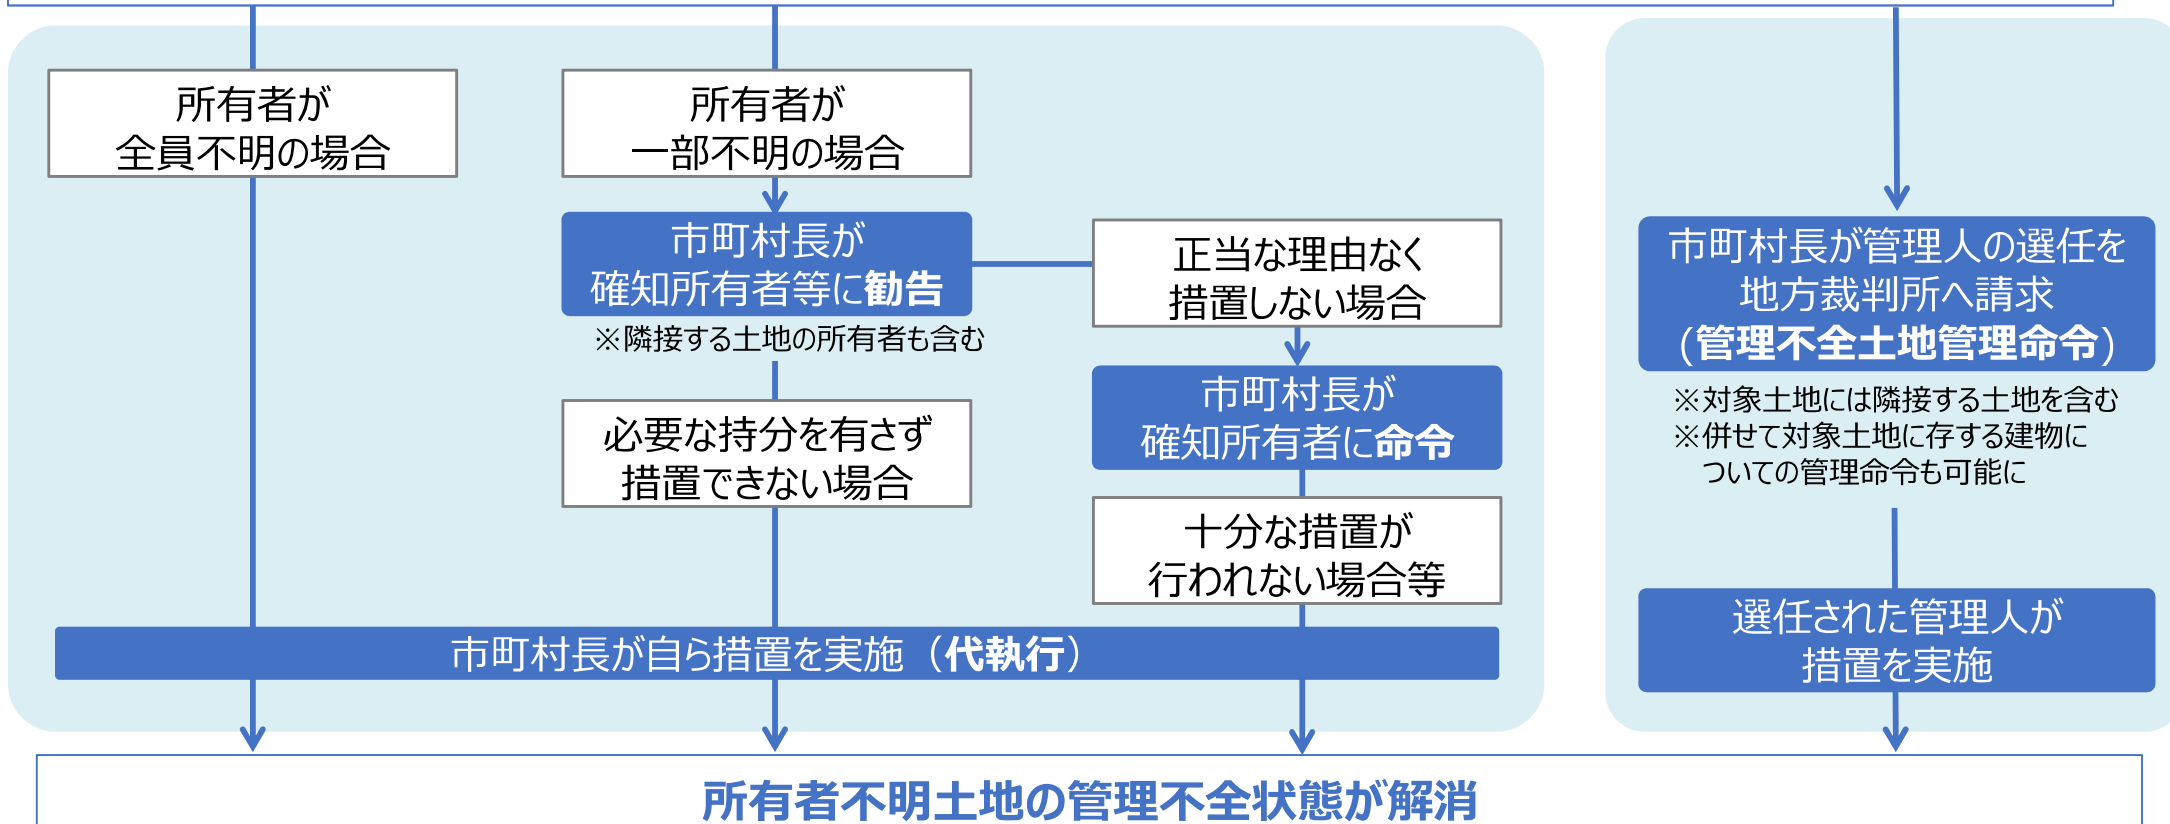 所有者が
全員不明の場合
所有者が
一部不明の場合
市町村長が
確知所有者等に勧告
※隣接する土地の所有者も含む
必要な持分を有さず
措置できない場合
正当な理由なく
措置しない場合
市町村長が
確知所有者に命令
十分な措置が
行われない場合等
市町村長が自ら措置を実施（代執行）
市町村長が管理人の選任を
地方裁判所へ請求
(管理不全土地管理命令)
※対象土地には隣接する土地を含む
※併せて対象土地に存する建物に
ついての管理命令も可能に
選任された管理人が
措置を実施
所有者不明土地の管理不全状態が解消